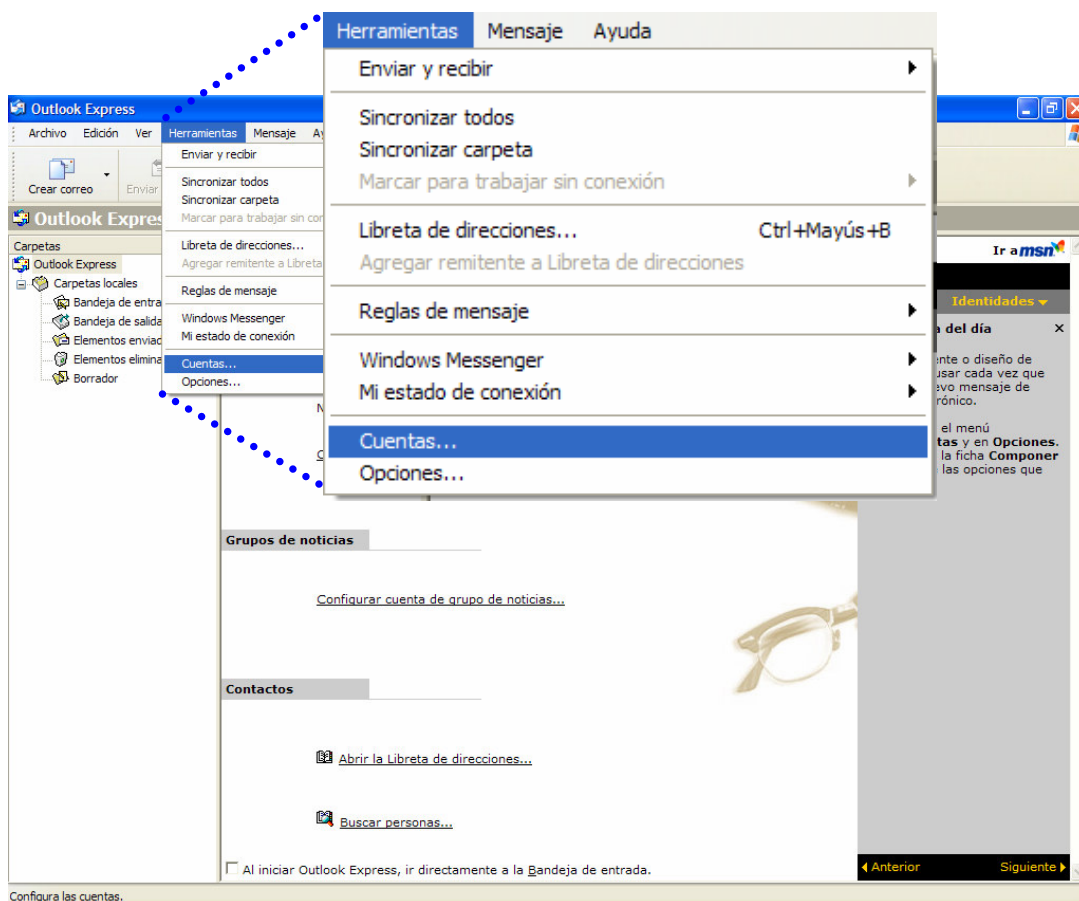 Herramientas Mensaje Ayuda
Enviar y recibir
Sincronizar todos
Sincronizar carpeta
Marcar para trabajar sin conexión
Libreta de direcciones... Ctrl+Mayús+B
Agregar remitente a Libreta de direcciones
Reglas de mensaje
Windows Messenger
Mi estado de conexión
Cuentas...
Opciones...
Outlook Express
Archivo Edición Ver Herramientas Mensaje
Crear correo Enviar
Outlook Expres
Enviar y recibir
Sincronizar todos
Sincronizar carpeta
Marcar para trabajar sin con
Libreta de direcciones...
Agregar remitente a Libreta
Reglas de mensaje
Windows Messenger
Mi estado de conexión
Cuentas...
Opciones...
Carpetas
Outlook Express
Carpetas locales
Bandeja de entra
Bandeja de salida
Elementos enviad
Elementos elimina
Borrador
Ir a msn
Identidades
del día
ente o diseño de
usar cada vez que
evo mensaje de
rónico.
el menú
tas y en Opciones.
la ficha Componer
las opciones que
Grupos de noticias
Configurar cuenta de grupo de noticias...
Contactos
Abrir la Libreta de direcciones...
Buscar personas...
Al iniciar Outlook Express, ir directamente a la Bandeja de entrada.
Anterior Siguiente
Configura las cuentas.